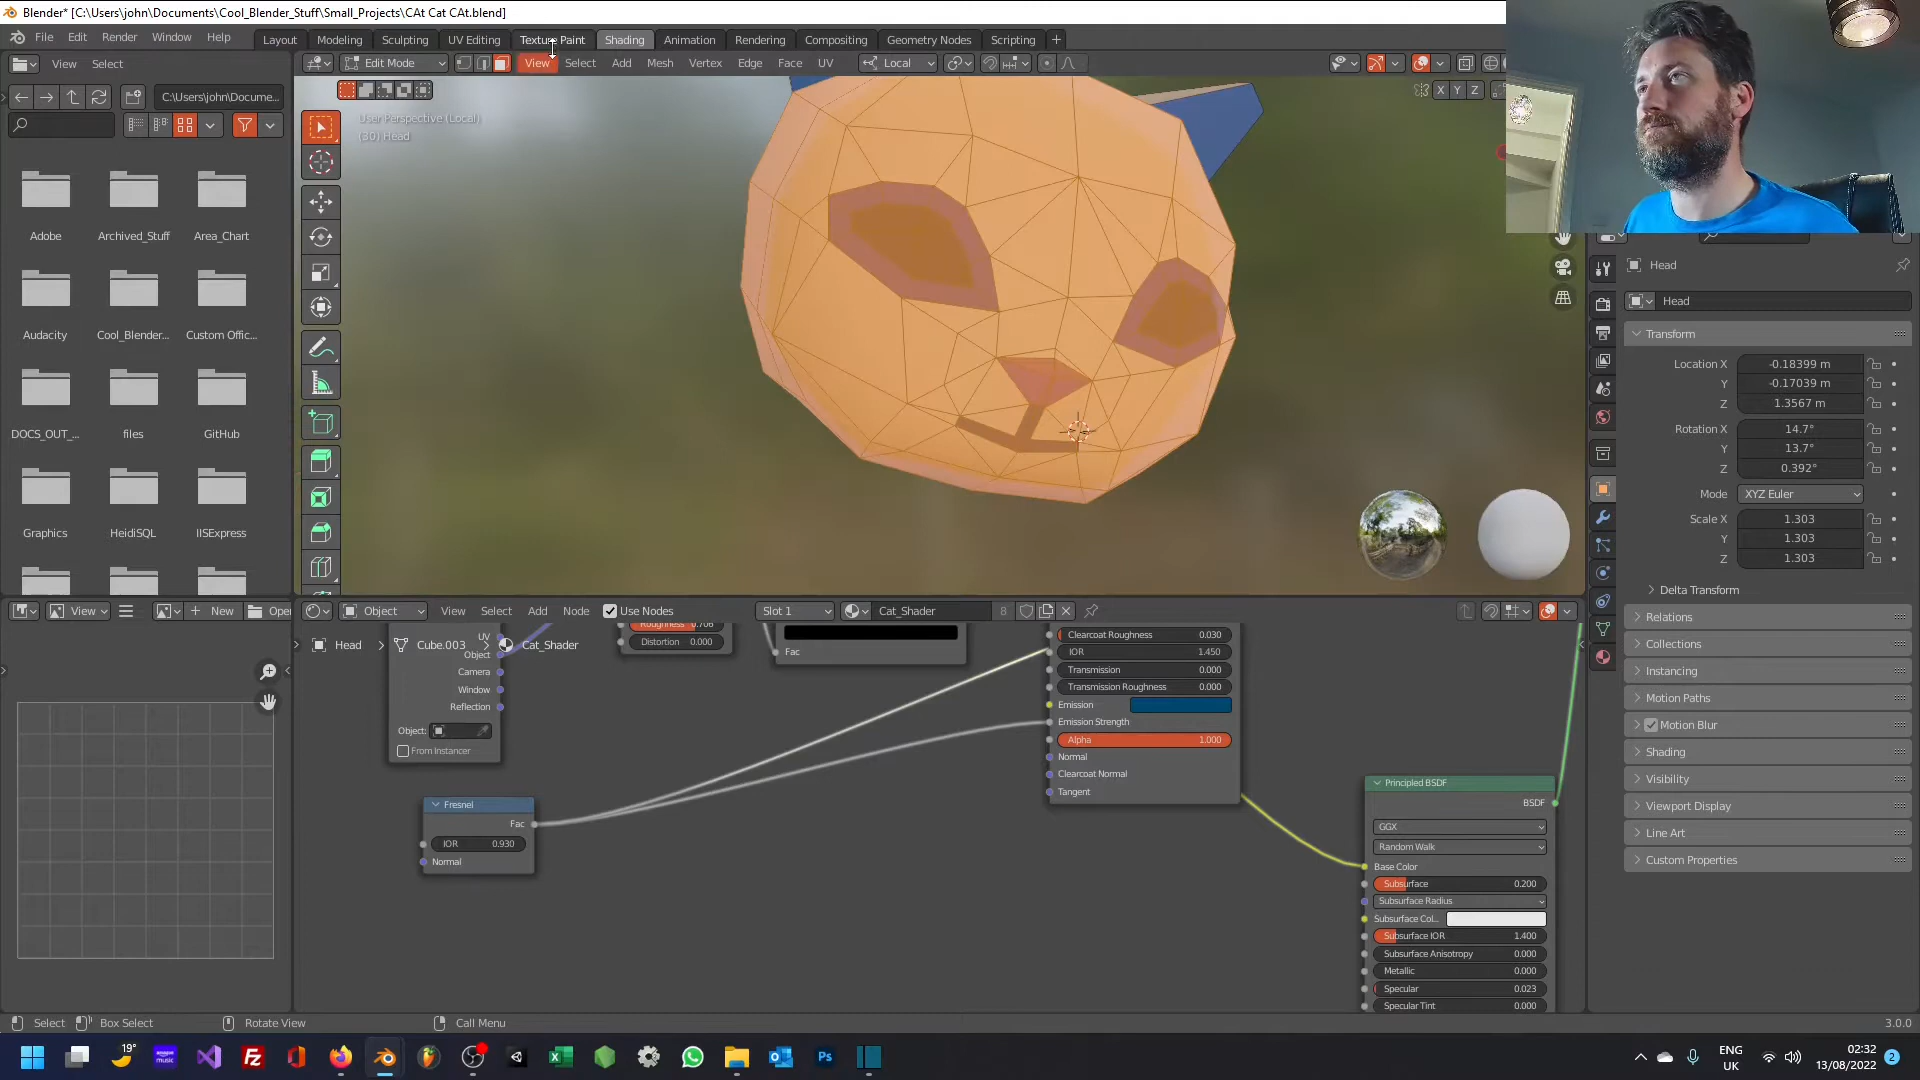 Blender* [C:\Users\john\Documents\Cool_Blender_Stuff\Small_Projects\CAt Cat CAt.blend]
File Edit Render Window Help Layout Modeling Sculpting UV Editing Texture Paint Shading Animation Rendering Compositing Geometry Nodes Scripting +
View Select
Edit Mode View Select Add Mesh Vertex Edge Face UV Local
C:\Users\john\Docume...
X Y Z
User Perspective (Local)
(30) Head
Adobe Archived_Stuff Area_Chart
Audacity Cool_Blender... Custom Offic...
DOCS_OUT_... files GitHub
Graphics HeidiSQL IISExpress
Head
Head
Transform
Location X -0.18399 m
Y -0.17039 m
Z 1.3567 m
Rotation X 14.7°
Y 13.7°
Z 0.392°
Mode XYZ Euler
Scale X 1.303
Y 1.303
Z 1.303
Delta Transform
Relations
Collections
Instancing
Motion Paths
Motion Blur
Shading
Visibility
Viewport Display
Line Art
Custom Properties
View New Open
Object View Select Add Node Use Nodes Slot 1 Cat_Shader 8
Head Cube.003 Cat_Shader
UV
Object
Camera
Window
Reflection
Object:
From Instancer
Roughness 0.706
Distortion 0.000
Fac
Fresnel
Fac
IOR 0.930
Normal
Clearcoat Roughness 0.030
IOR 1.450
Transmission 0.000
Transmission Roughness 0.000
Emission
Emission Strength
Alpha 1.000
Normal
Clearcoat Normal
Tangent
Principled BSDF
BSDF
GGX
Random Walk
Base Color
Subsurface 0.200
Subsurface Radius
Subsurface Col...
Subsurface IOR 1.400
Subsurface Anisotropy 0.000
Metallic 0.000
Specular 0.023
Specular Tint 0.000
Select Box Select Rotate View Call Menu 3.0.0
19°
music
Ps
ENG
UK
02:32
13/08/2022
2